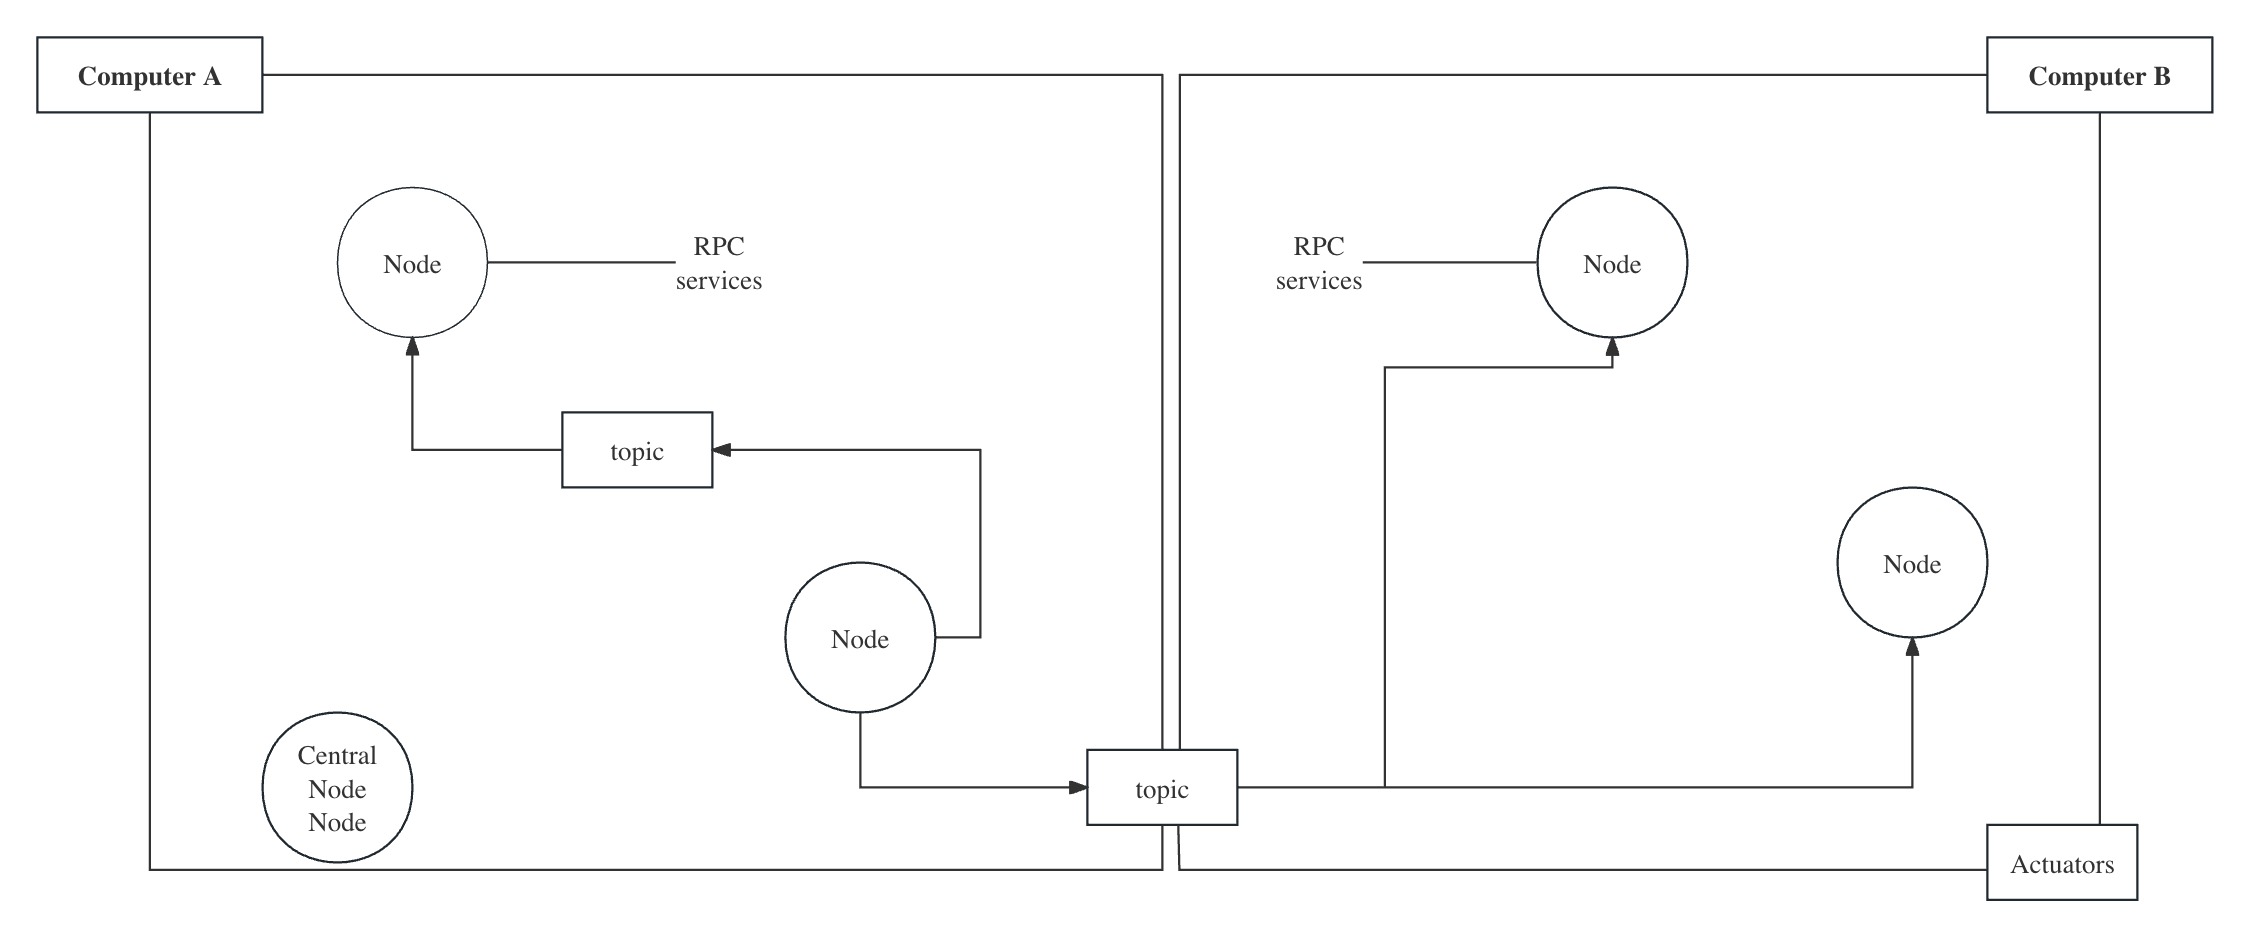 Computer A
Computer B
Node
RPC
services
RPC
services
Node
topic
Node
Node
Central
Node
Node
topic
Actuators